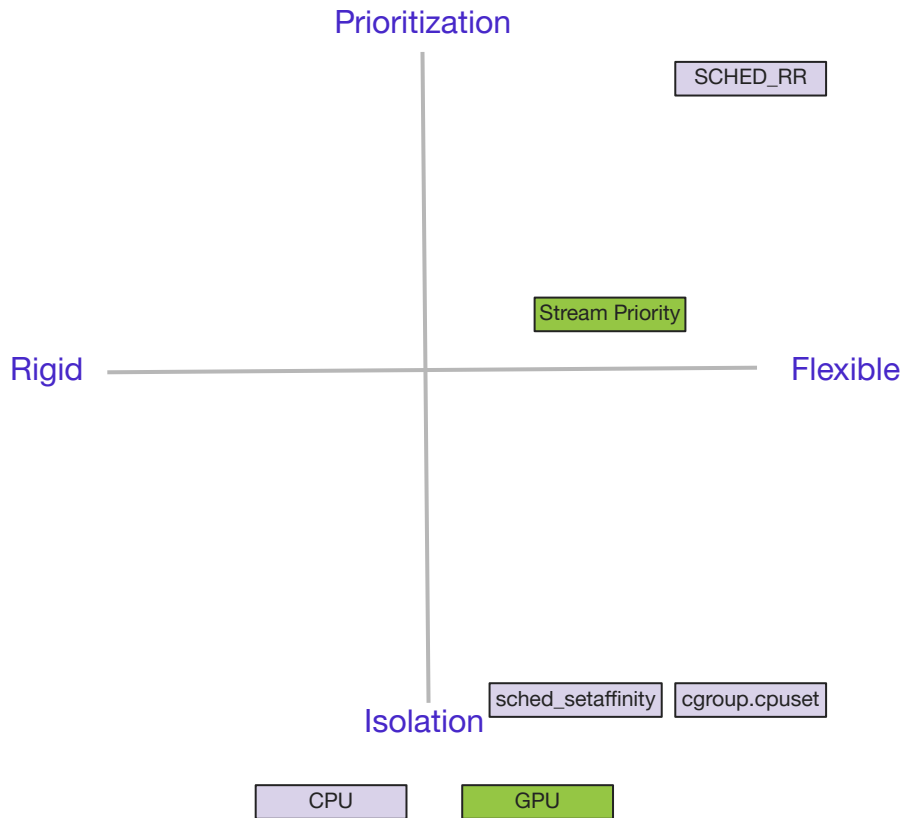 Prioritization
SCHED_RR
Stream Priority
Rigid
Flexible
sched_setaffinity
cgroup.cpuset
Isolation
CPU
GPU